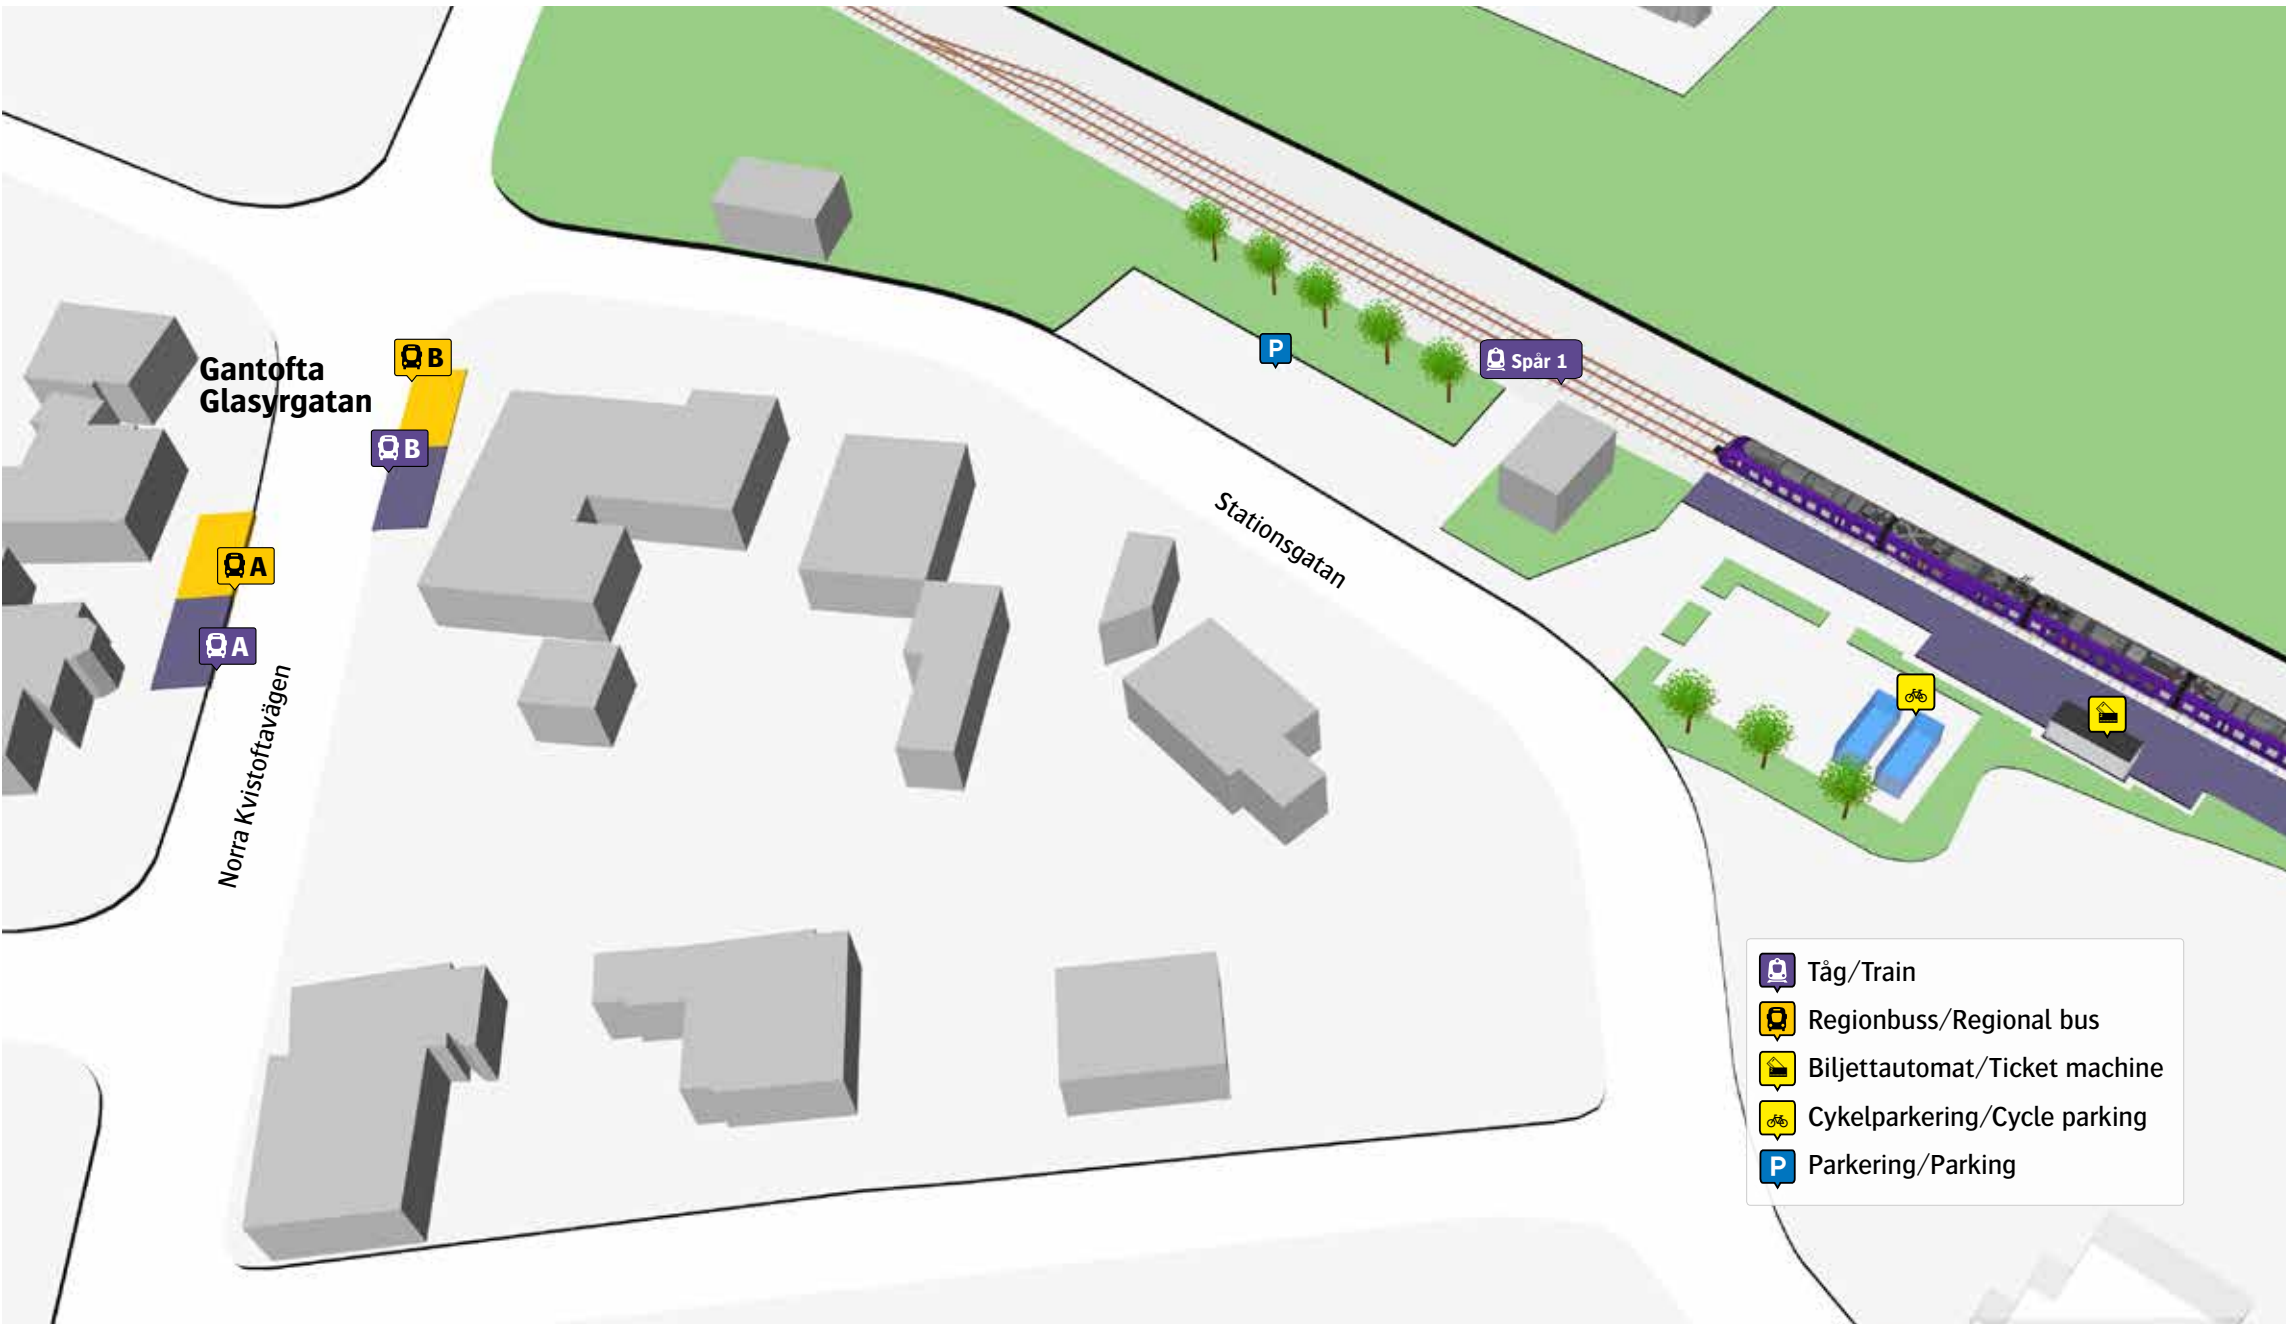 Gantofta
Glasyrgatan
B
B
A
A
Norra Kvistoftavägen
P
Spår 1
Stationsgatan
Tåg/Train
Regionbuss/Regional bus
Biljettautomat/Ticket machine
Cykelparkering/Cycle parking
P Parkering/Parking